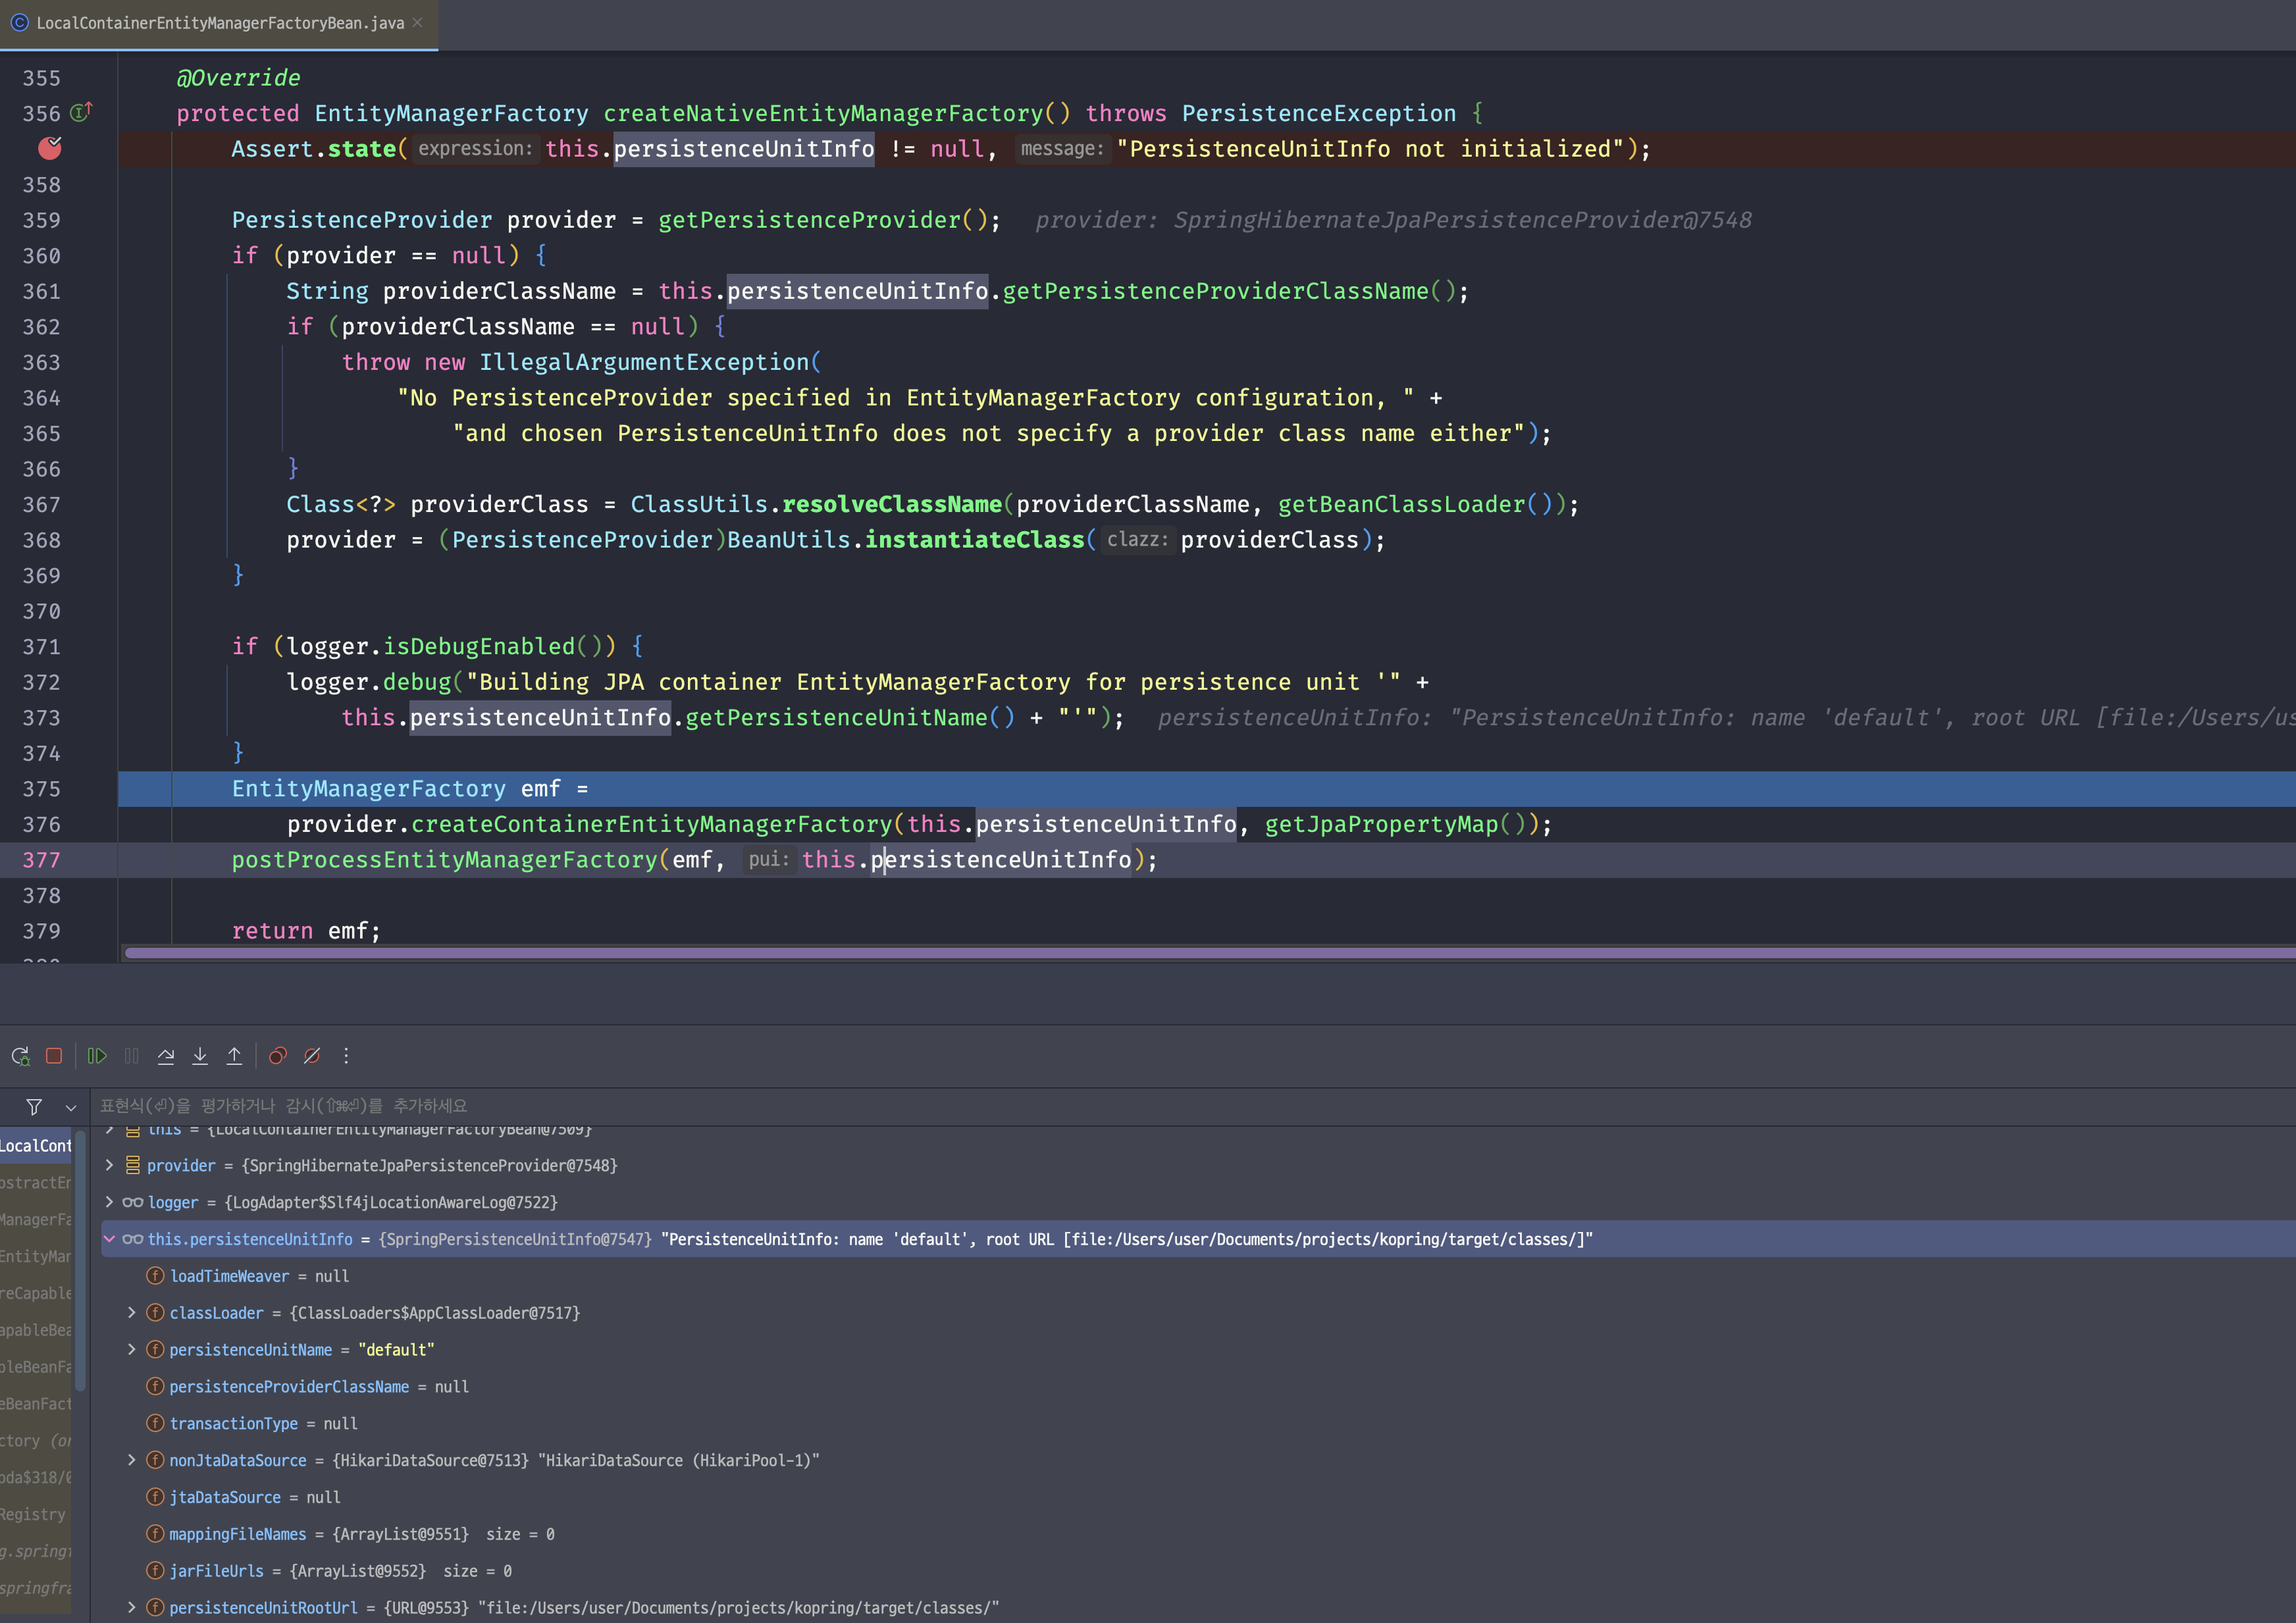 LocalContainerEntityManagerFactoryBean.java
355 @Override
356 protected EntityManagerFactory createNativeEntityManagerFactory() throws PersistenceException {
Assert.state( expression: this.persistenceUnitInfo != null, message: "PersistenceUnitInfo not initialized");
358
359 PersistenceProvider provider = getPersistenceProvider(); provider: SpringHibernateJpaPersistenceProvider@7548
360 if (provider == null) {
361 String providerClassName = this.persistenceUnitInfo.getPersistenceProviderClassName();
362 if (providerClassName == null) {
363 throw new IllegalArgumentException(
364 "No PersistenceProvider specified in EntityManagerFactory configuration, " +
365 "and chosen PersistenceUnitInfo does not specify a provider class name either");
366 }
367 Class<?> providerClass = ClassUtils.resolveClassName(providerClassName, getBeanClassLoader());
368 provider = (PersistenceProvider)BeanUtils.instantiateClass( clazz: providerClass);
369 }
370
371 if (logger.isDebugEnabled()) {
372 logger.debug("Building JPA container EntityManagerFactory for persistence unit '" +
373 this.persistenceUnitInfo.getPersistenceUnitName() + "'"); persistenceUnitInfo: "PersistenceUnitInfo: name 'default', root URL [file:/Users/us
374 }
375 EntityManagerFactory emf =
376 provider.createContainerEntityManagerFactory(this.persistenceUnitInfo, getJpaPropertyMap());
377 postProcessEntityManagerFactory(emf, pui: this.persistenceUnitInfo);
378
379 return emf;
표현식(⏎)을 평가하거나 감시(⇧⌘⏎)를 추가하세요
LocalCont
this = {LocalContainerEntityManagerFactoryBean@7509}
provider = {SpringHibernateJpaPersistenceProvider@7548}
bstractEn
logger = {LogAdapter$Slf4jLocationAwareLog@7522}
ManagerFa
this.persistenceUnitInfo = {SpringPersistenceUnitInfo@7547} "PersistenceUnitInfo: name 'default', root URL [file:/Users/user/Documents/projects/kopring/target/classes/]"
EntityMan
loadTimeWeaver = null
reCapable
classLoader = {ClassLoaders$AppClassLoader@7517}
apableBea
persistenceUnitName = "default"
bleBeanFa
persistenceProviderClassName = null
eBeanFact
transactionType = null
ctory (or
nonJtaDataSource = {HikariDataSource@7513} "HikariDataSource (HikariPool-1)"
bda$318/0
jtaDataSource = null
Registry
mappingFileNames = {ArrayList@9551} size = 0
g.springf
jarFileUrls = {ArrayList@9552} size = 0
springfra
persistenceUnitRootUrl = {URL@9553} "file:/Users/user/Documents/projects/kopring/target/classes/"